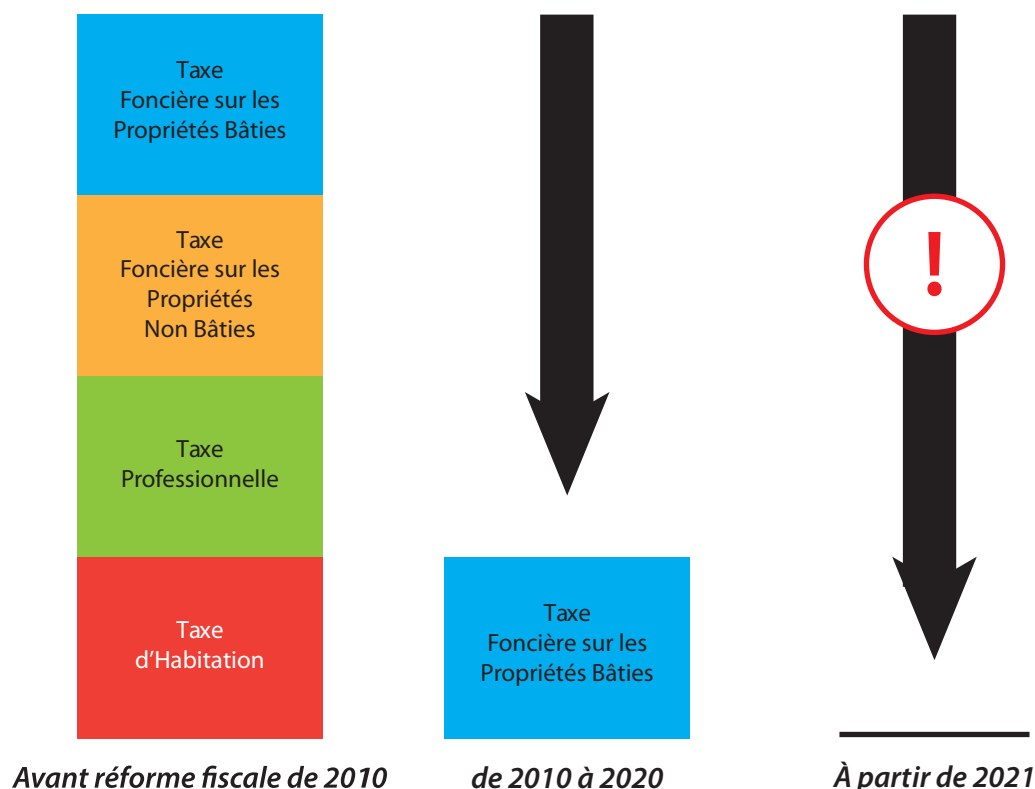 Taxe
Foncière sur les
Propriétés Bâties
Taxe
Foncière sur les
Propriétés
Non Bâties
Taxe
Professionnelle
Taxe
d'Habitation
Taxe
Foncière sur les
Propriétés Bâties
!
Avant réforme fiscale de 2010
de 2010 à 2020
À partir de 2021